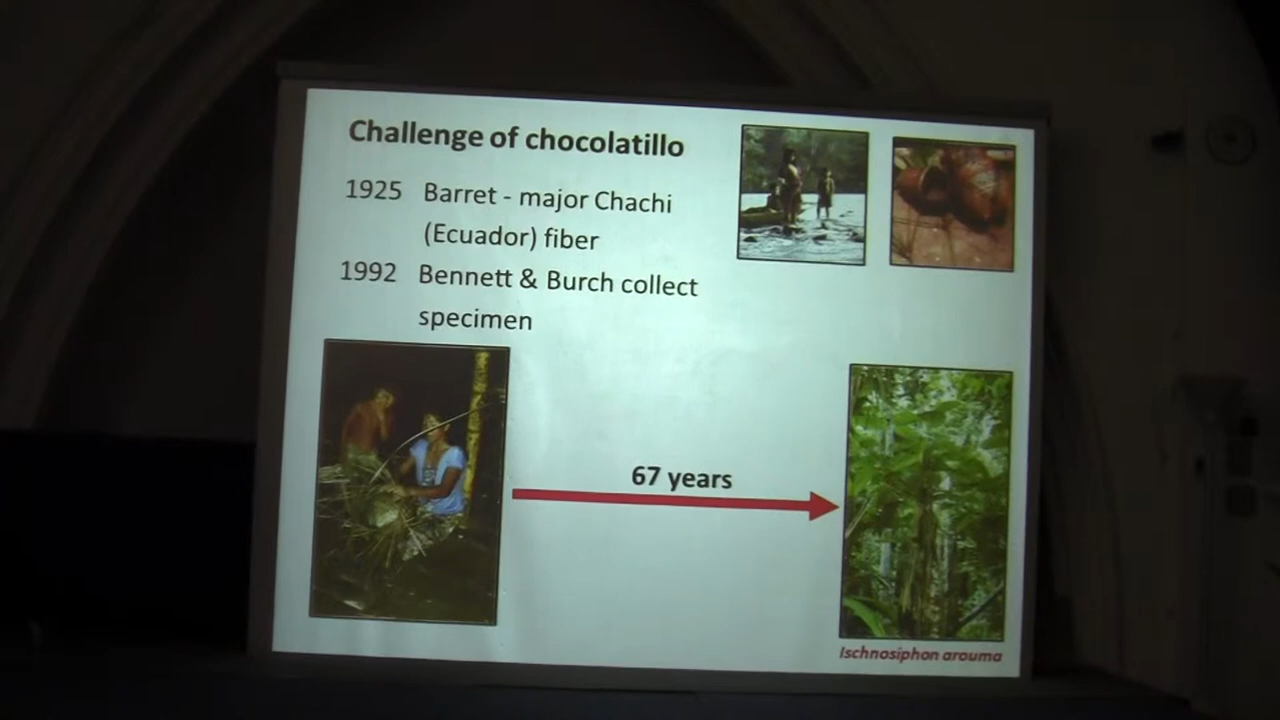 Challenge of chocolatillo
1925 Barret - major Chachi
(Ecuador) fiber
1992 Bennett & Burch collect
specimen
67 years
Ischnosiphon arouma